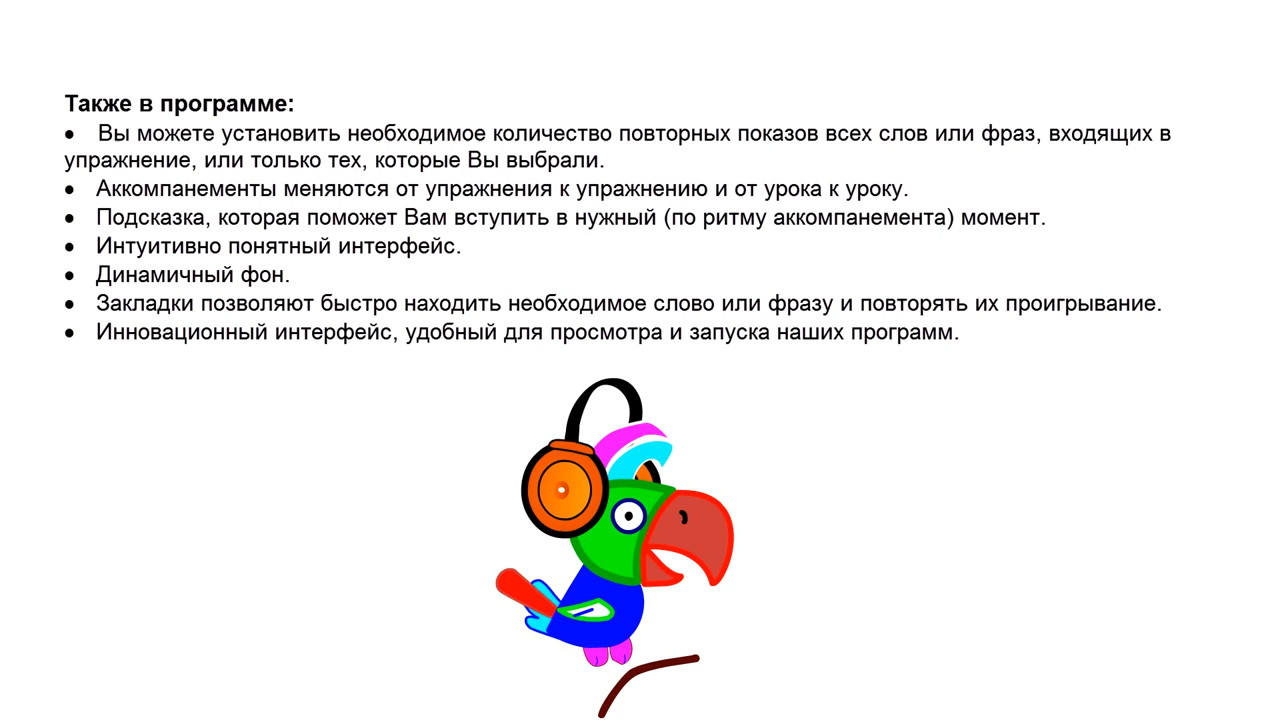 Также в программе:
• Вы можете установить необходимое количество повторных показов всех слов или фраз, входящих в
упражнение, или только тех, которые Вы выбрали.
• Аккомпанементы меняются от упражнения к упражнению и от урока к уроку.
• Подсказка, которая поможет Вам вступить в нужный (по ритму аккомпанемента) момент.
• Интуитивно понятный интерфейс.
• Динамичный фон.
• Закладки позволяют быстро находить необходимое слово или фразу и повторять их проигрывание.
• Инновационный интерфейс, удобный для просмотра и запуска наших программ.